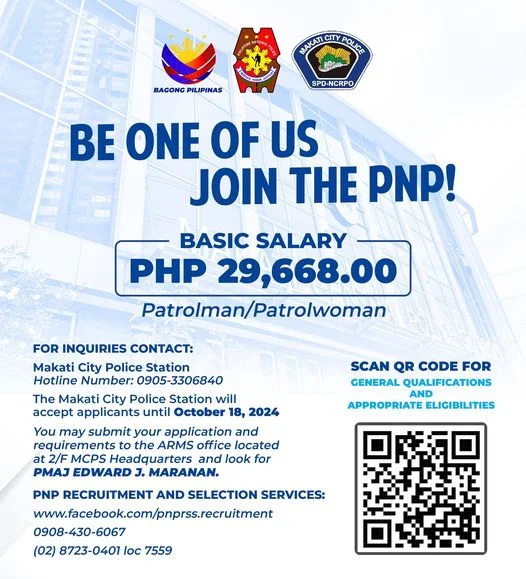 BAGONG PILIPINAS
MAKATI CITY POLICE
SPD-NCRPO
BE ONE OF US
JOIN THE PNP!
BASIC SALARY
PHP 29,668.00
Patrolman/Patrolwoman
FOR INQUIRIES CONTACT:
Makati City Police Station
Hotline Number: 0905-3306840
The Makati City Police Station will
accept applicants until October 18, 2024
You may submit your application and
requirements to the ARMS office located
at 2/F MCPS Headquarters and look for
PMAJ EDWARD J. MARANAN.
PNP RECRUITMENT AND SELECTION SERVICES:
www.facebook.com/pnprss.recruitment
0908-430-6067
(02) 8723-0401 loc 7559
SCAN QR CODE FOR
GENERAL QUALIFICATIONS
AND
APPROPRIATE ELIGIBILITIES